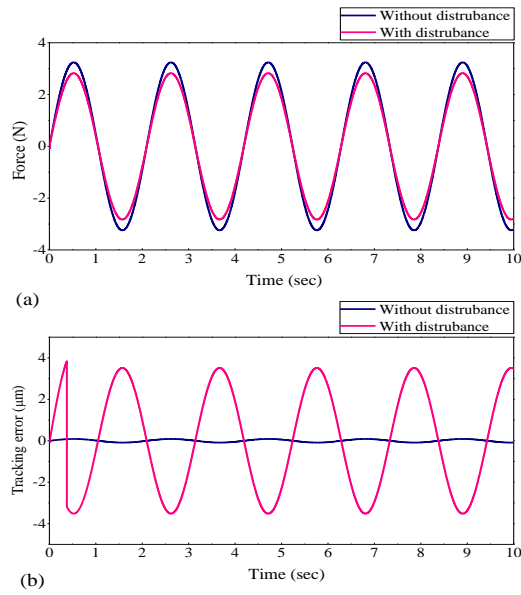 Without distrubance
With distrubance
4
2
0
-2
-4
Force (N)
0 1 2 3 4 5 6 7 8 9 10
Time (sec)
(a)
Without distrubance
With distrubance
4
2
0
-2
-4
Tracking error (μm)
0 1 2 3 4 5 6 7 8 9 10
Time (sec)
(b)